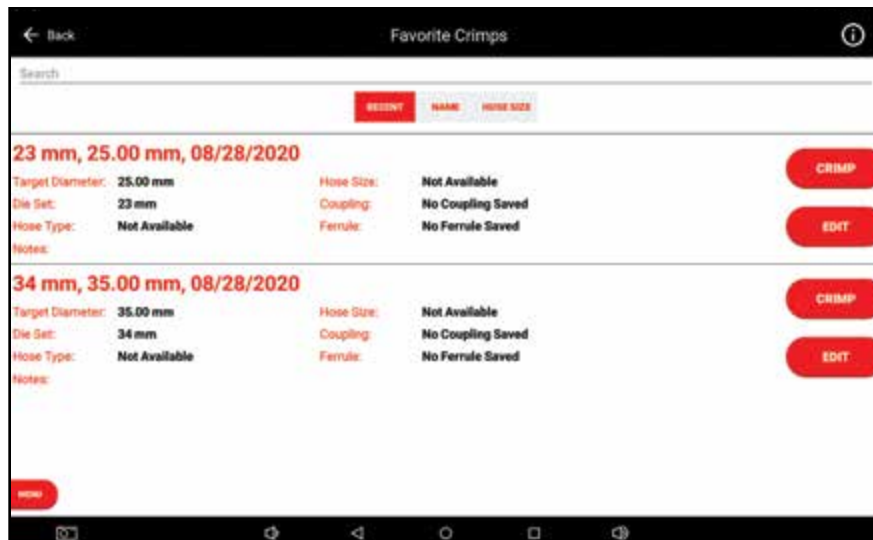 Back
Favorite Crimps
Search
RECENT NAME HOSE SIZE
23 mm, 25.00 mm, 08/28/2020
CRIMP
Target Diameter: 25.00 mm Hose Size: Not Available
Die Set: 23 mm Coupling: No Coupling Saved
Hose Type: Not Available Ferrule: No Ferrule Saved
EDIT
Notes:
34 mm, 35.00 mm, 08/28/2020
CRIMP
Target Diameter: 35.00 mm Hose Size: Not Available
Die Set: 34 mm Coupling: No Coupling Saved
Hose Type: Not Available Ferrule: No Ferrule Saved
EDIT
Notes:
MENU